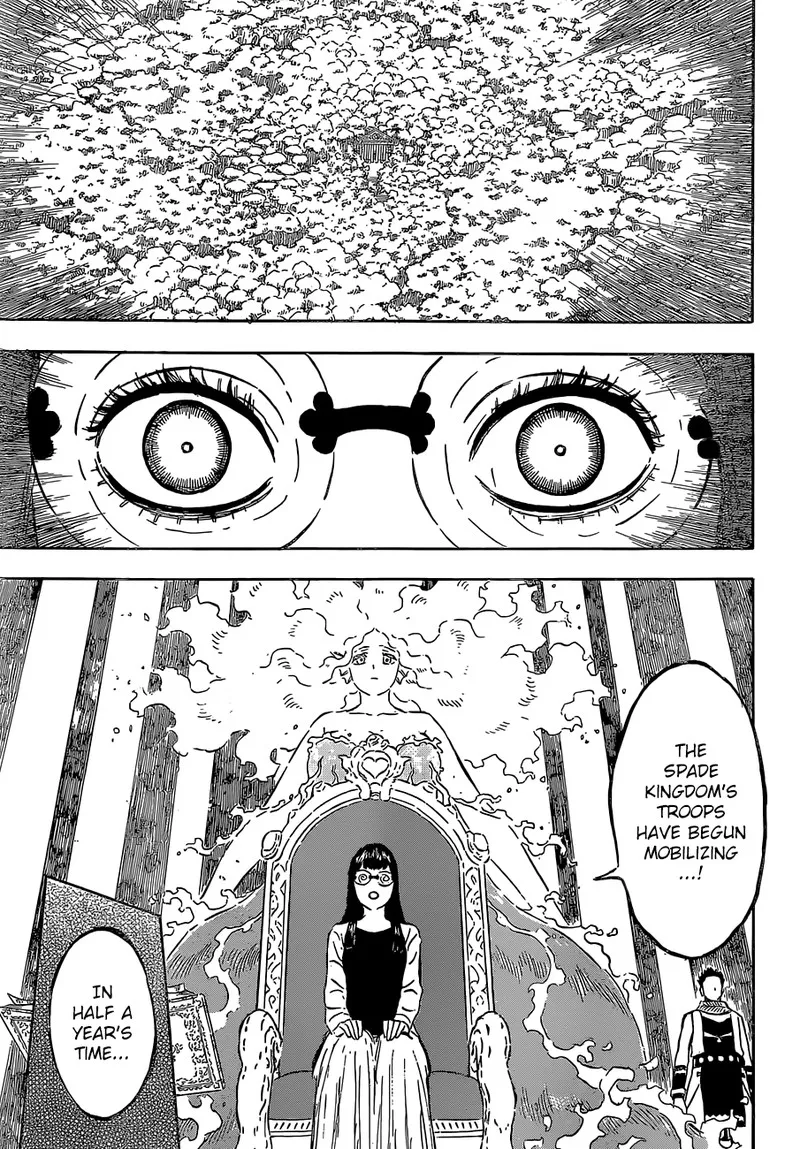 THE
SPADE
KINGDOM'S
TROOPS
HAVE BEGUN
MOBILIZING
...!
IN
HALF A
YEAR'S
TIME...